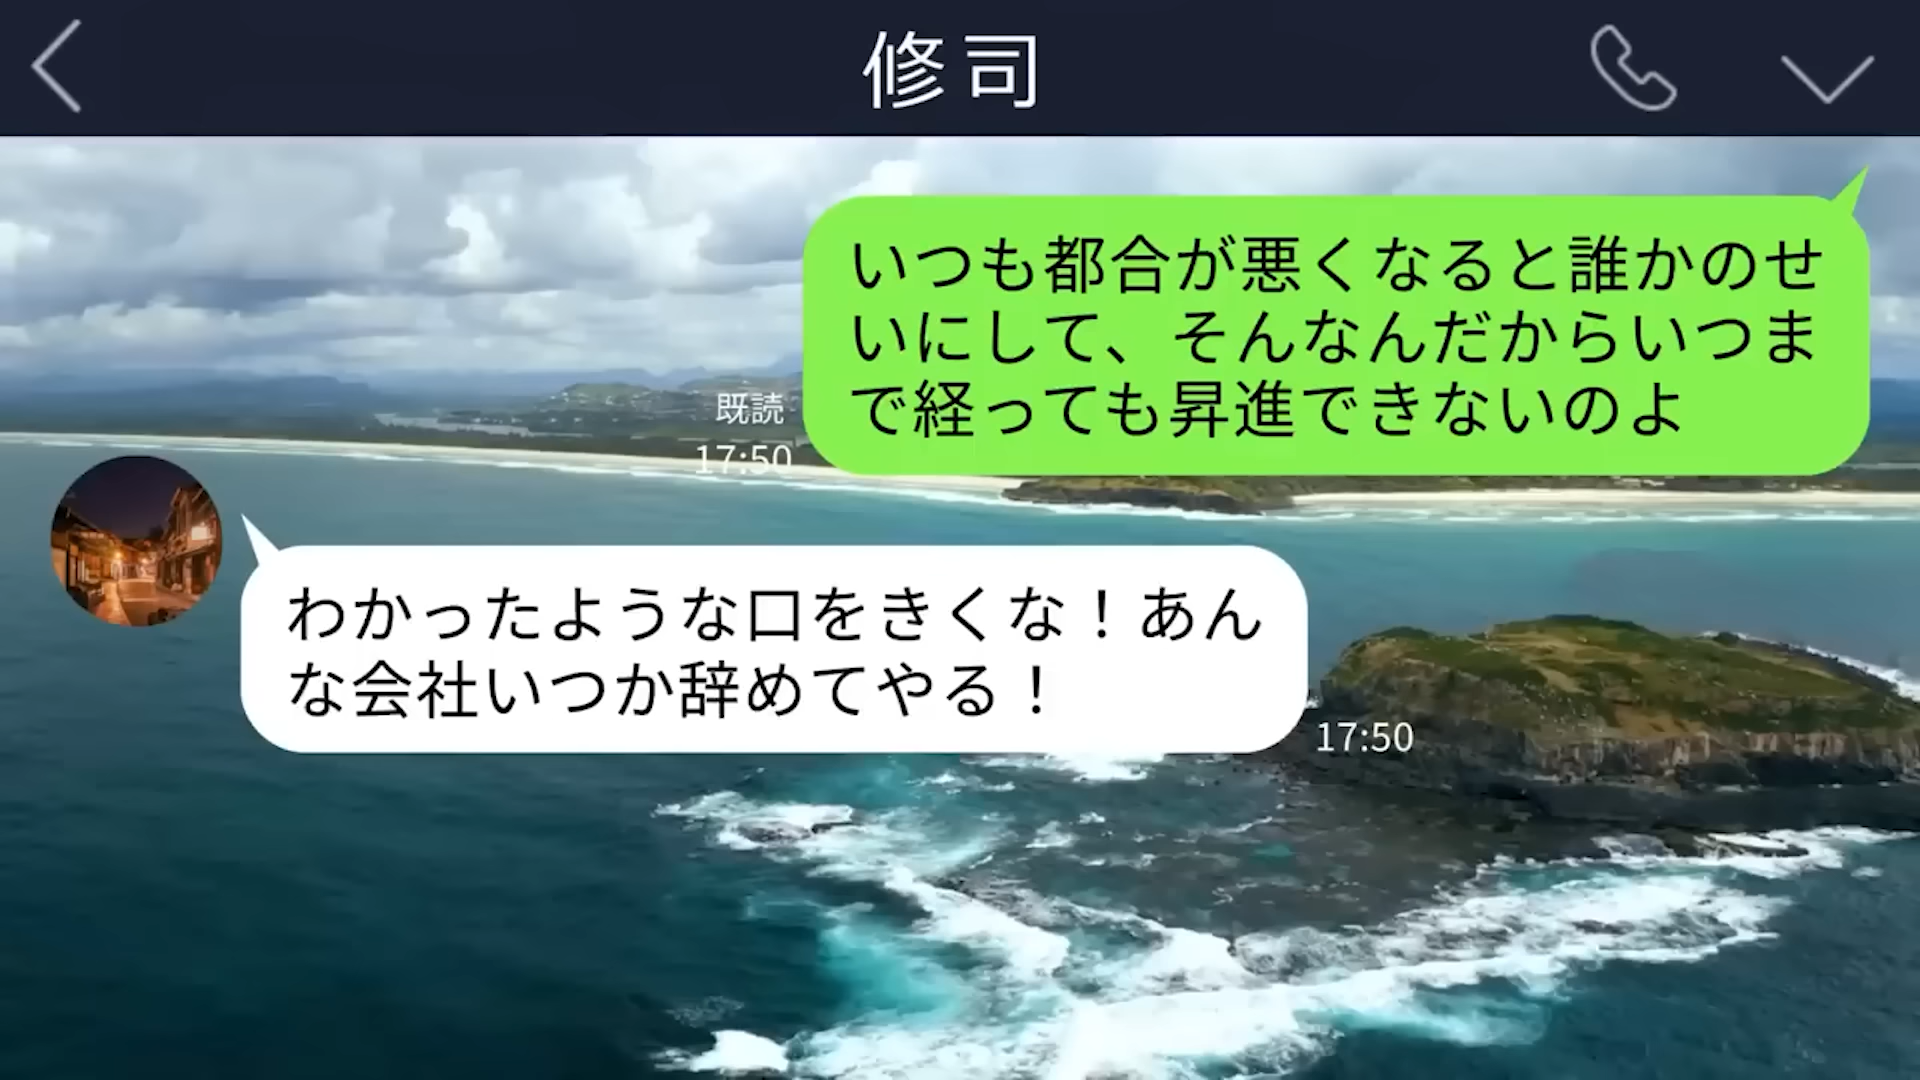 修司
いつも都合が悪くなると誰かのせ
いにして、そんなんだからいつま
で経っても昇進できないのよ
既読
17:50
わかったような口をきくな！あん
な会社いつか辞めてやる！
17:50